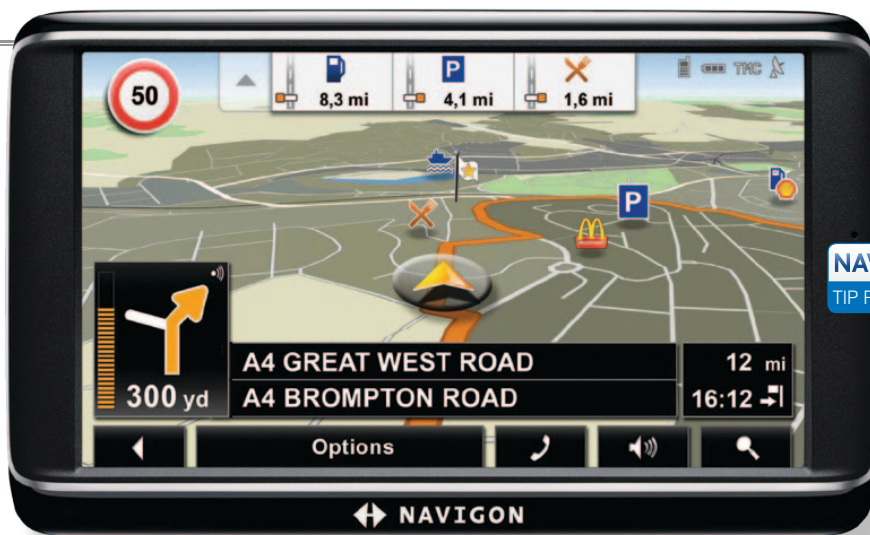 50
8,3 mi
P
4,1 mi
1,6 mi
TMC
P
NAV
TIP F
300 yd
A4 GREAT WEST ROAD
12 mi
A4 BROMPTON ROAD
16:12
Options
NAVIGON